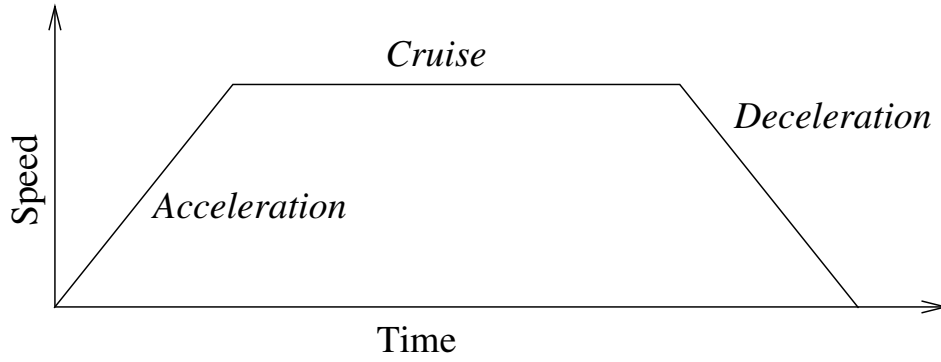 Cruise
Deceleration
Speed
Acceleration
Time